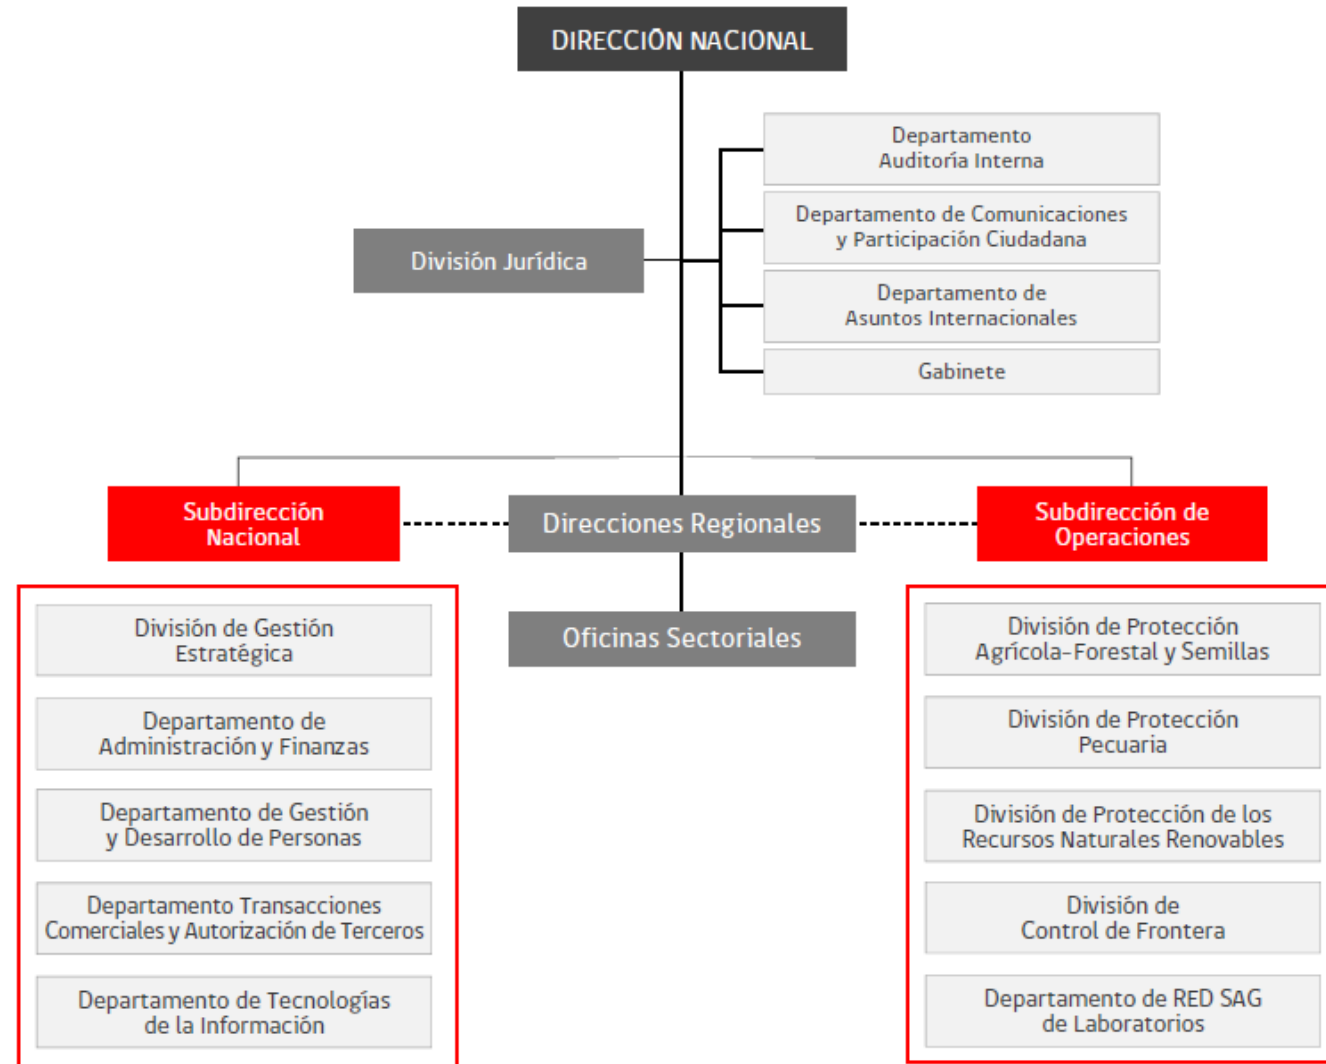 DIRECCIÓN NACIONAL
Departamento
Auditoría Interna
Departamento de Comunicaciones
y Participación Ciudadana
División Jurídica
Departamento de
Asuntos Internacionales
Gabinete
Subdirección
Nacional
Direcciones Regionales
Subdirección de
Operaciones
Oficinas Sectoriales
División de Gestión
Estratégica
Departamento de
Administración y Finanzas
Departamento de Gestión
y Desarrollo de Personas
Departamento Transacciones
Comerciales y Autorización de Terceros
Departamento de Tecnologías
de la Información
División de Protección
Agrícola-Forestal y Semillas
División de Protección
Pecuaria
División de Protección de los
Recursos Naturales Renovables
División de
Control de Frontera
Departamento de RED SAG
de Laboratorios